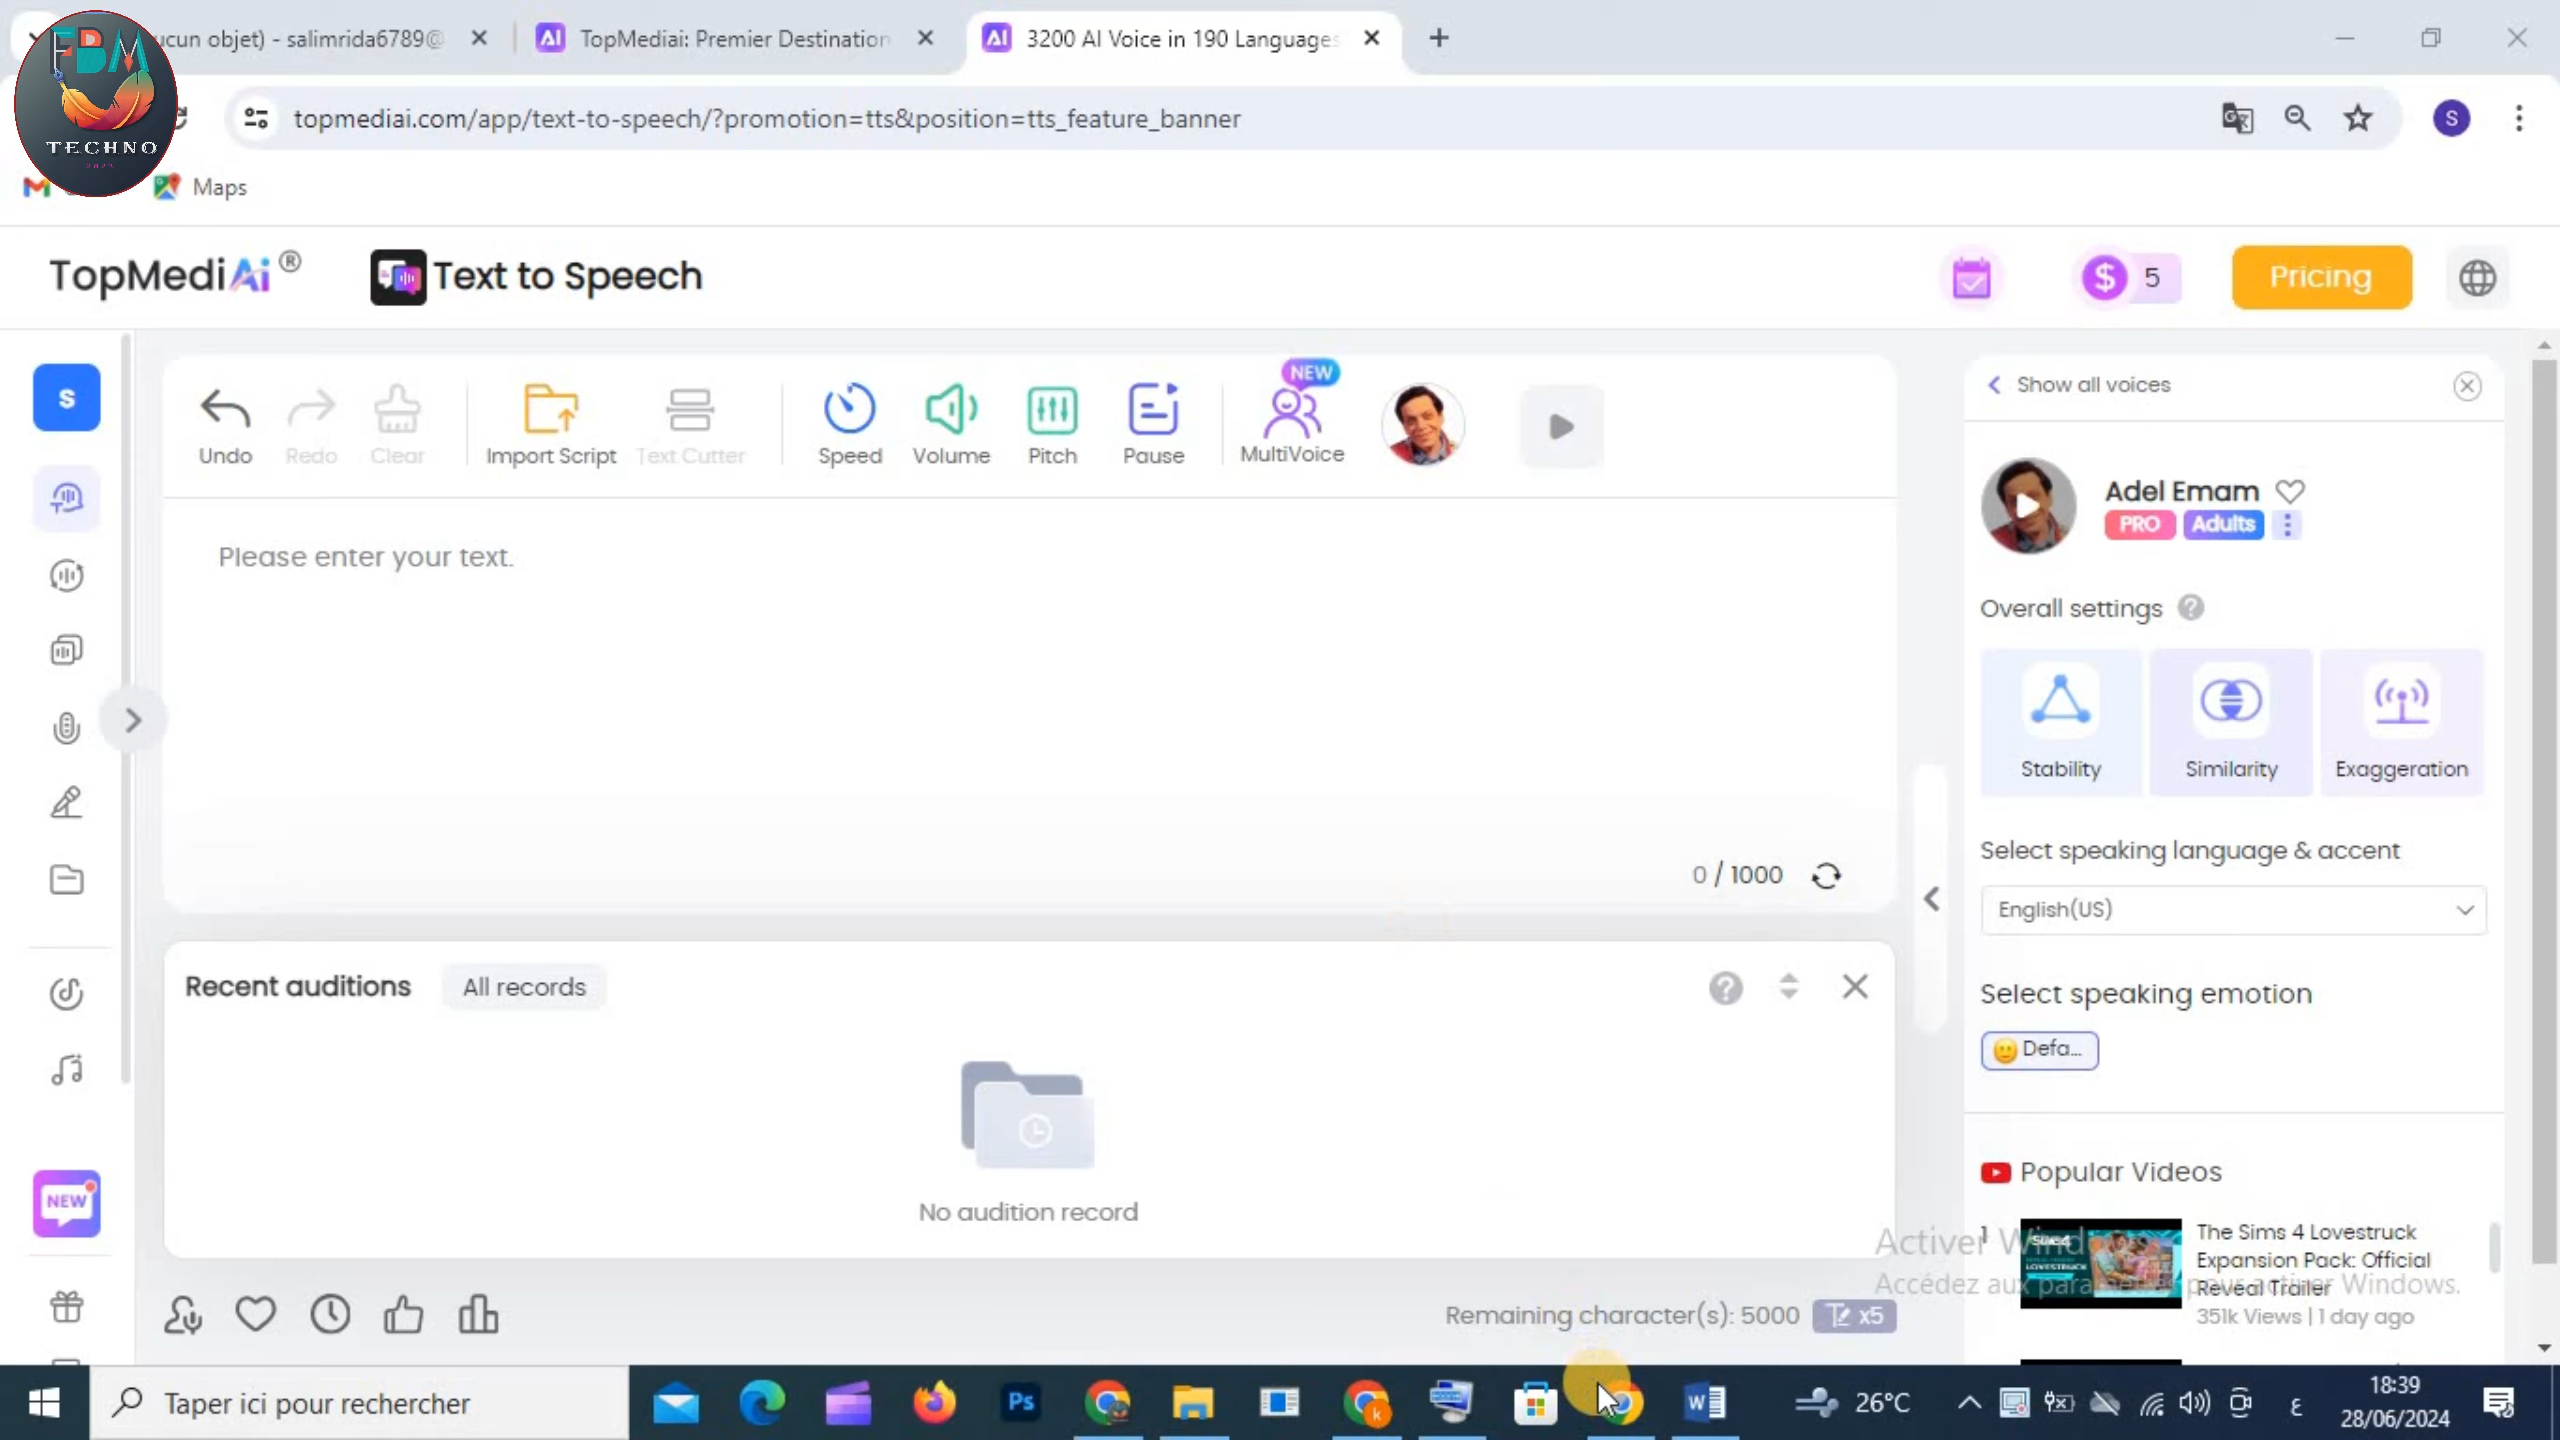 ucun objet) - salimrida6789@
TopMediai: Premier Destination
3200 AI Voice in 190 Languages
FBM
TECHNO
topmediai.com/app/text-to-speech/?promotion=tts&position=tts_feature_banner
S
Maps
TopMediAi®
Text to Speech
$ 5
Pricing
S
Undo
Redo
Clear
Import Script
Text Cutter
Speed
Volume
Pitch
Pause
NEW
MultiVoice
Show all voices
Adel Emam
PRO
Adults
Please enter your text.
Overall settings
Stability
Similarity
Exaggeration
0 / 1000
Select speaking language & accent
English(US)
Recent auditions
All records
Select speaking emotion
Defa...
No audition record
NEW
Popular Videos
1
The Sims 4 Lovestruck
Expansion Pack: Official
Reveal Trailer
351k Views | 1 day ago
Activer Wind
Accédez aux paramètres pour activer Windows.
Remaining character(s): 5000
x5
Taper ici pour rechercher
Ps
k
W
26°C
ع
18:39
28/06/2024